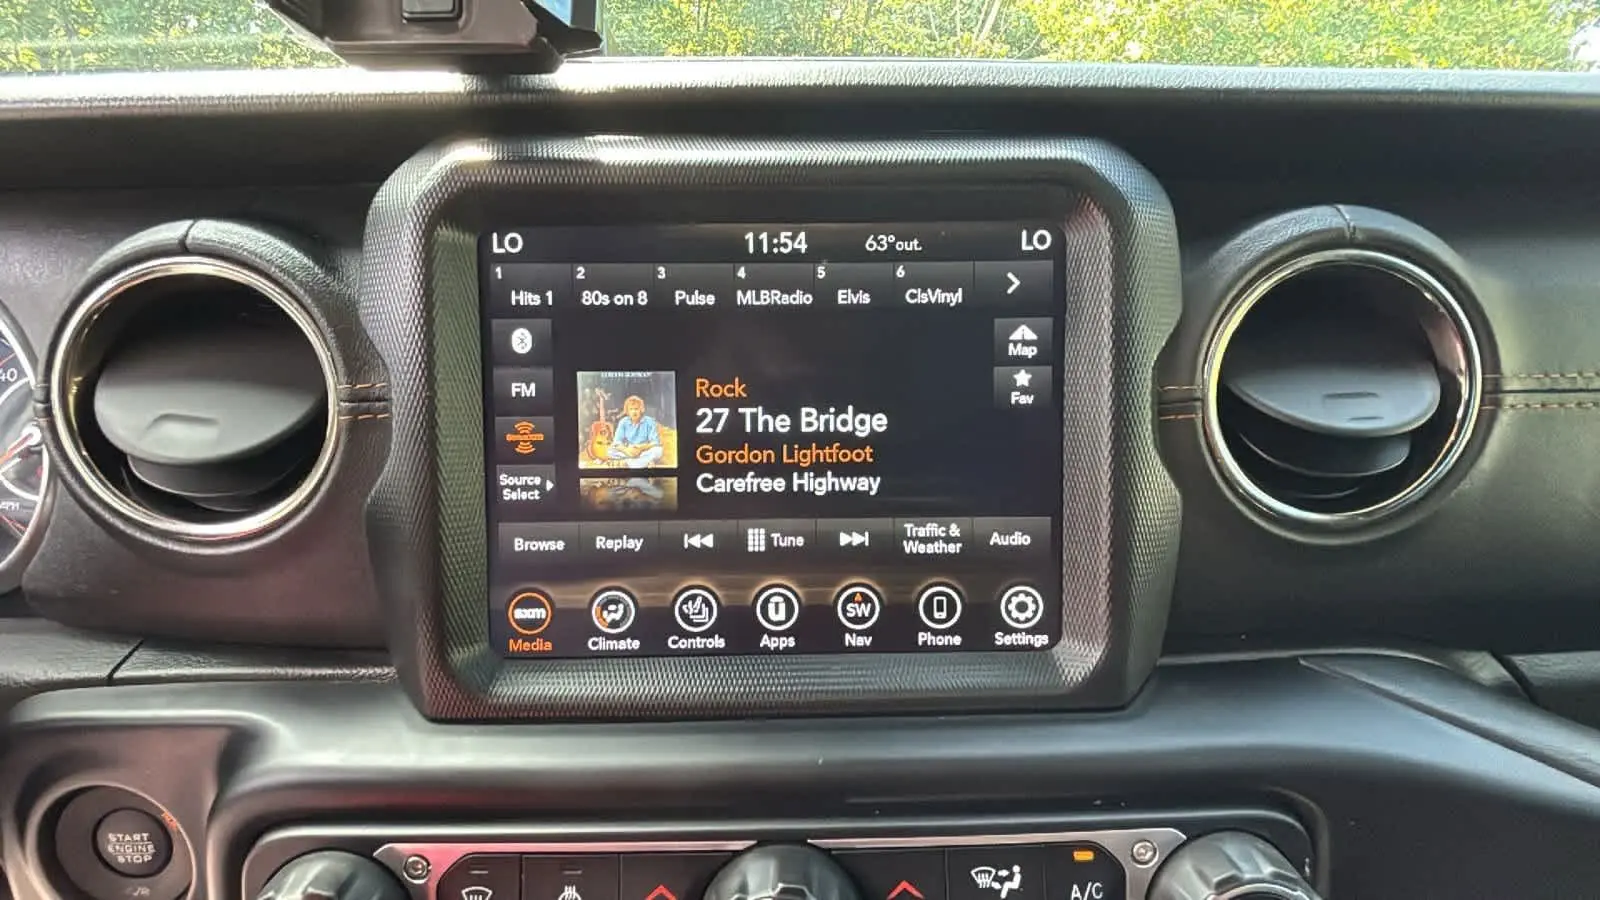 LO 11:54 63°out. LO
1 Hits 1 2 80s on 8 3 Pulse 4 MLBRadio 5 Elvis 6 ClsVinyl
Map
FM
Fav
Source
Select
Rock
27 The Bridge
Gordon Lightfoot
Carefree Highway
Browse Replay Tune Traffic & Weather Audio
sxm SW
Media Climate Controls Apps Nav Phone Settings
START
ENGINE
STOP
A/C
40